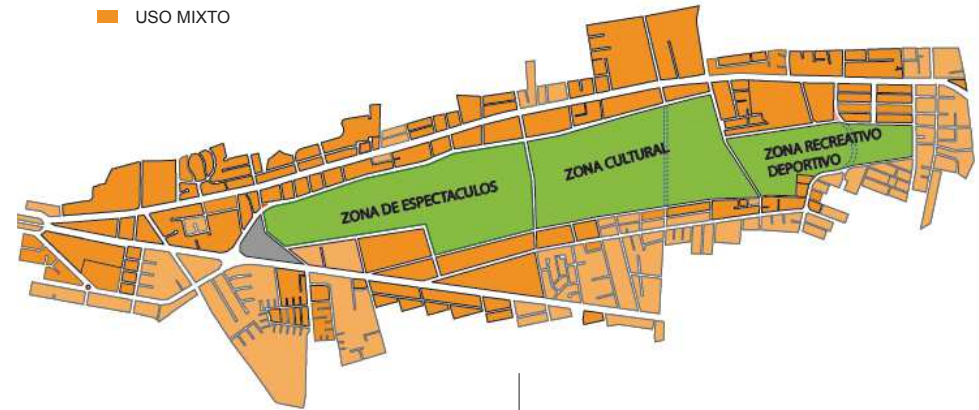 USO MIXTO
ZONA DE ESPECTACULOS
ZONA CULTURAL
ZONA RECREATIVO
DEPORTIVO